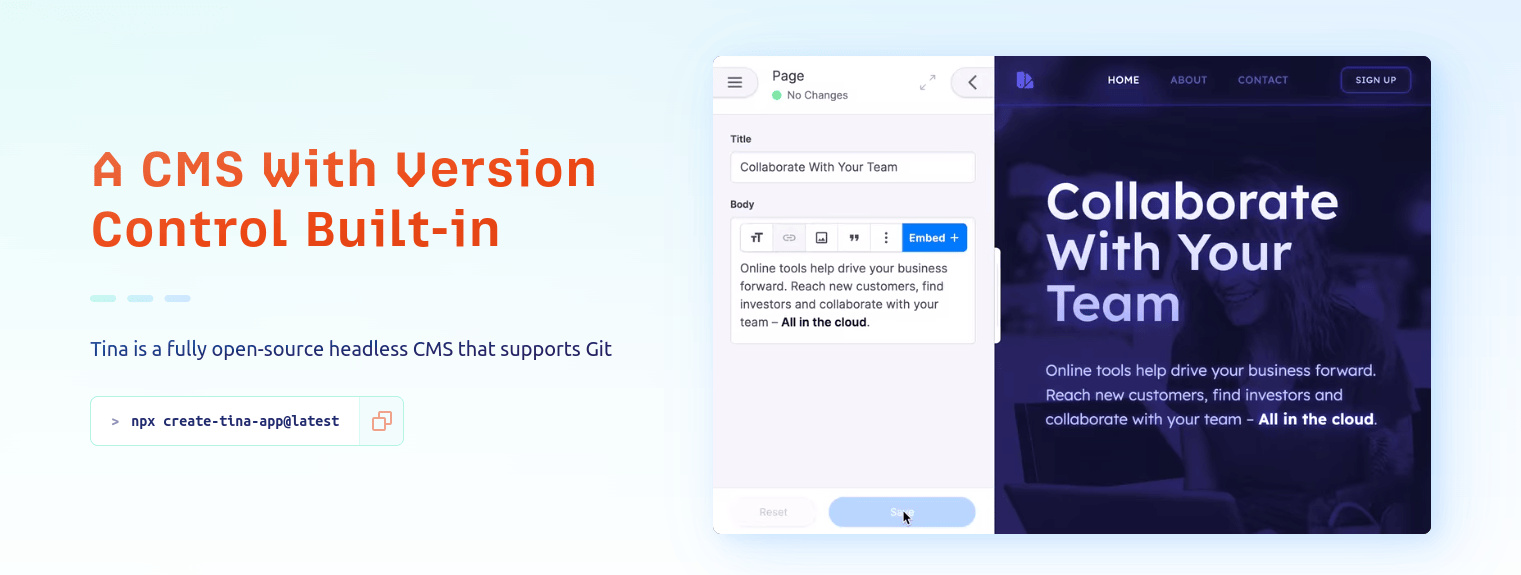 A CMS With Version
Control Built-in
Tina is a fully open-source headless CMS that supports Git
> npx create-tina-app@latest
Page
No Changes
Title
Collaborate With Your Team
Body
Embed +
Online tools help drive your business
forward. Reach new customers, find
investors and collaborate with your
team – All in the cloud.
Reset
Save
HOME
ABOUT
CONTACT
SIGN UP
Collaborate
With Your
Team
Online tools help drive your business forward.
Reach new customers, find investors and
collaborate with your team – All in the cloud.